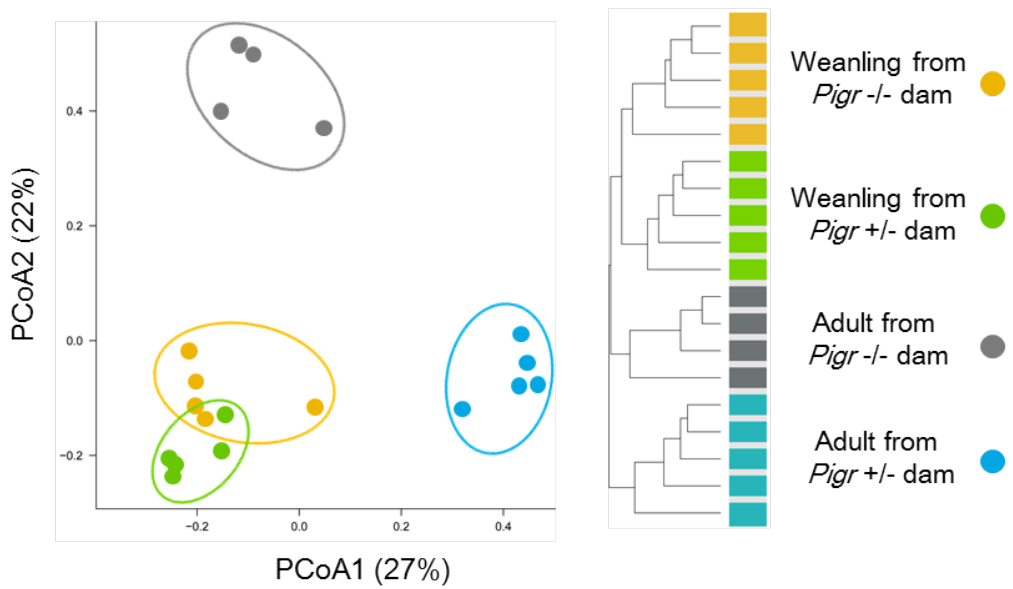 PCoA2 (22%)
0.4
0.2
0.0
−0.2
−0.2
0.0
0.2
0.4
PCoA1 (27%)
Weanling from
Pigr -/- dam
Weanling from
Pigr +/- dam
Adult from
Pigr -/- dam
Adult from
Pigr +/- dam